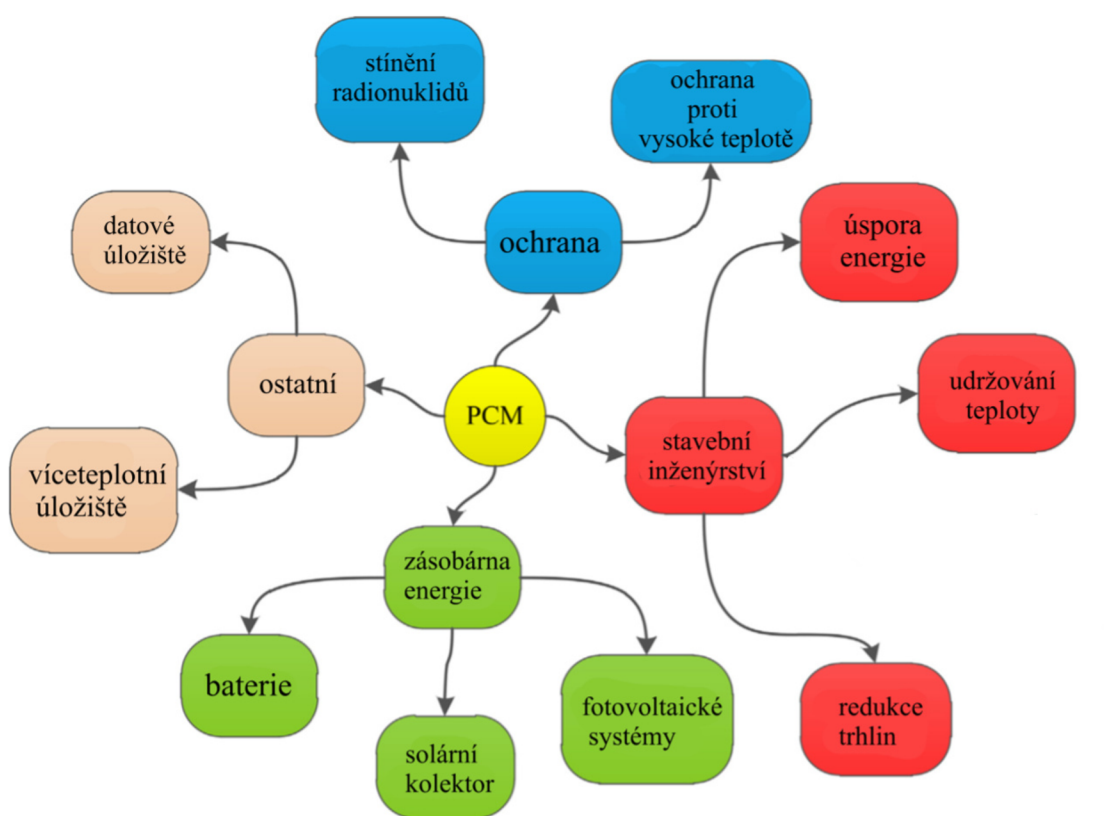 stínění
radionuklidů
ochrana
proti
vysoké teplotě
datové
úložiště
ochrana
úspora
energie
ostatní
PCM
udržování
teploty
stavební
inženýrství
víceteplotní
úložiště
zásobárna
energie
baterie
solární
kolektor
fotovoltaické
systémy
redukce
trhlin